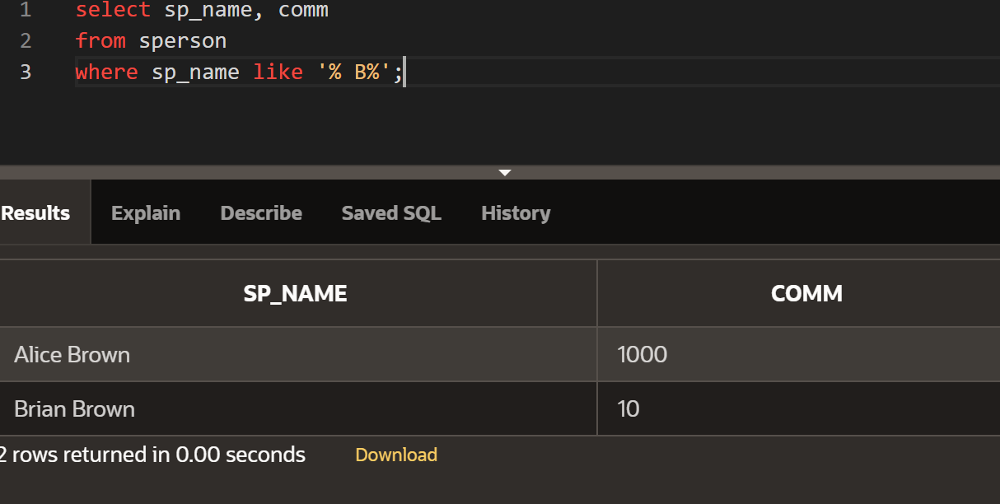 1 select sp_name, comm
2 from sperson
3 where sp_name like '% B%';
Results Explain Describe Saved SQL History
SP_NAME COMM
Alice Brown 1000
Brian Brown 10
2 rows returned in 0.00 seconds Download